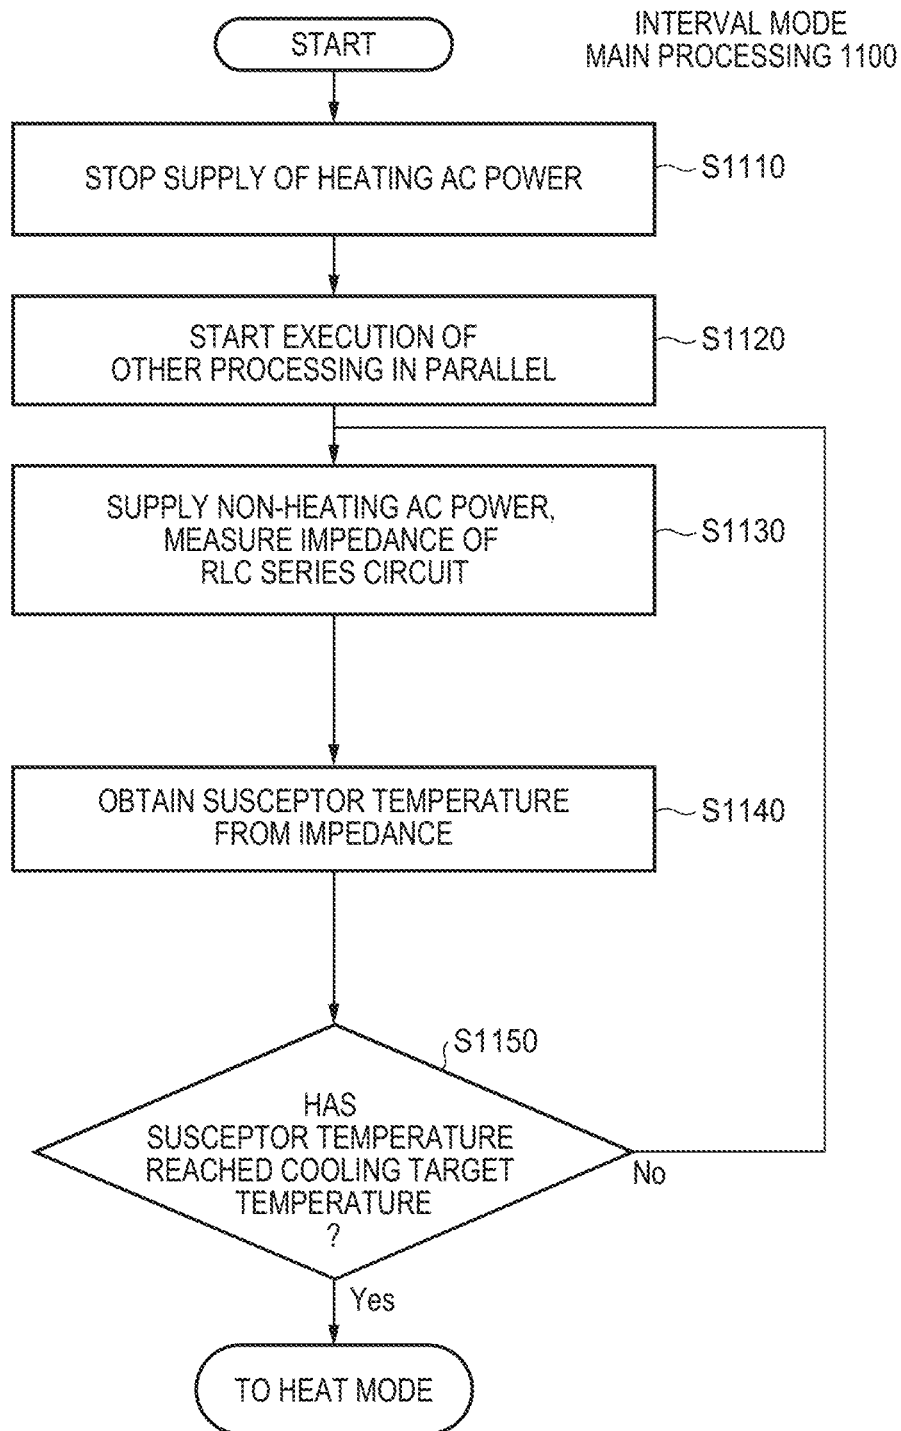 INTERVAL MODE
MAIN PROCESSING 1100
START
STOP SUPPLY OF HEATING AC POWER
S1110
START EXECUTION OF
OTHER PROCESSING IN PARALLEL
S1120
SUPPLY NON-HEATING AC POWER,
MEASURE IMPEDANCE OF
RLC SERIES CIRCUIT
S1130
OBTAIN SUSCEPTOR TEMPERATURE
FROM IMPEDANCE
S1140
S1150
HAS
SUSCEPTOR TEMPERATURE
REACHED COOLING TARGET
TEMPERATURE
?
No
Yes
TO HEAT MODE